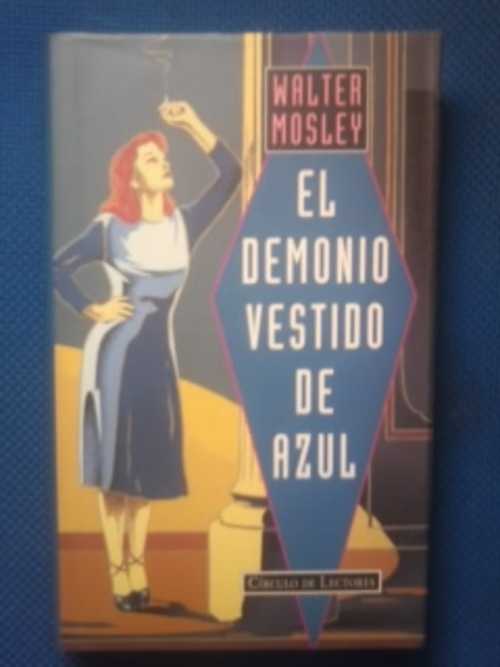 WALTER
MOSLEY
EL
DEMONIO
VESTIDO
DE
AZUL
CÍRCULO DE LECTORES